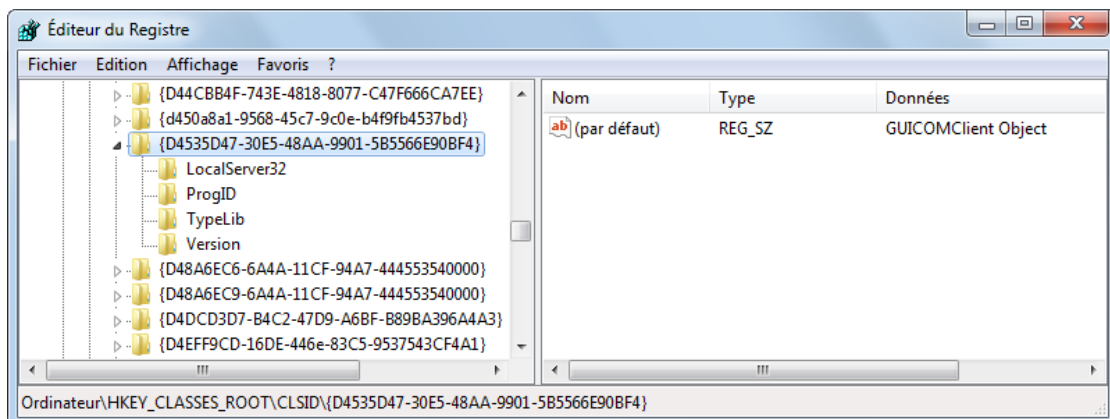 Éditeur du Registre
Fichier Edition Affichage Favoris ?
{D44CBB4F-743E-4818-8077-C47F666CA7EE}
{d450a8a1-9568-45c7-9c0e-b4f9fb4537bd}
{D4535D47-30E5-48AA-9901-5B5566E90BF4}
LocalServer32
ProgID
TypeLib
Version
{D48A6EC6-6A4A-11CF-94A7-444553540000}
{D48A6EC9-6A4A-11CF-94A7-444553540000}
{D4DCD3D7-B4C2-47D9-A6BF-B89BA396A4A3}
{D4EFF9CD-16DE-446e-83C5-9537543CF4A1}
Nom Type Données
ab (par défaut) REG_SZ GUICOMClient Object
Ordinateur\HKEY_CLASSES_ROOT\CLSID\{D4535D47-30E5-48AA-9901-5B5566E90BF4}